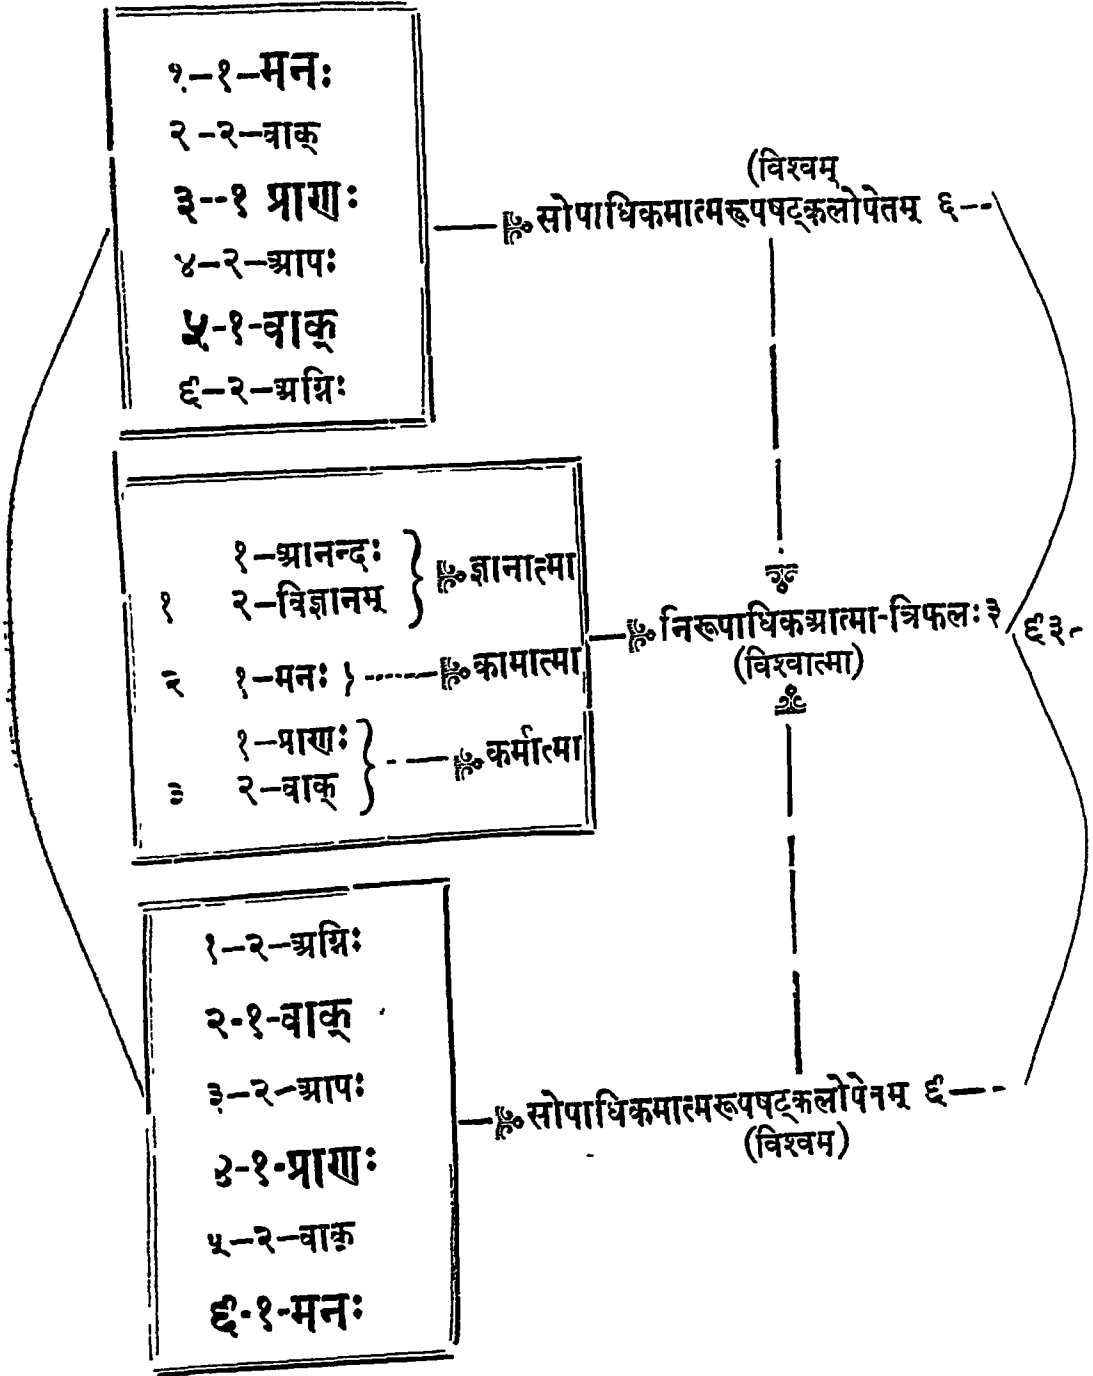 १-१-मनः
२-२-वाक्
३--१ प्राणः
४-२-आपः
५-१-वाक्
६-२-अग्निः
(विश्वम्
सोपाधिकमात्मरूपषट्कलोपेतम् ६--
१-आनन्दः
१ २-विज्ञानम्
ज्ञानात्मा
२ १-मनः
कामात्मा
१-प्राणः
३ २-वाक्
कर्मात्मा
निरूपाधिकआत्मा-त्रिफलः३
(विश्वात्मा)
६३
१-२-अग्निः
२-१-वाक्
३-२-आपः
४-१-प्राणः
५-२-वाक्
६-१-मनः
सोपाधिकमात्मरूपषट्कलोपेतम् ६
(विश्वम्)